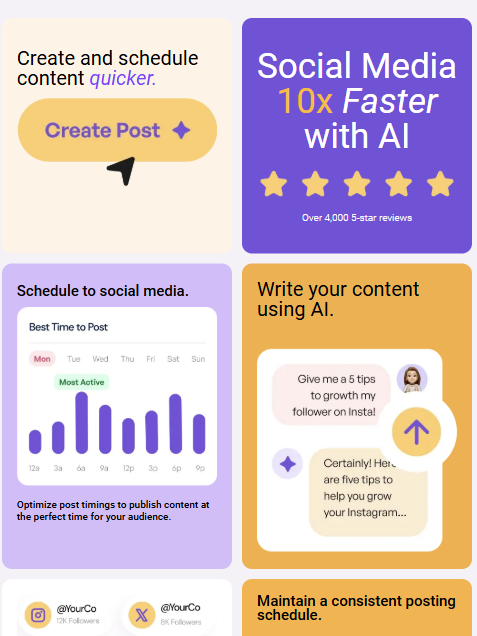 Create and schedule
content quicker.
Create Post
Social Media
10x Faster
with AI
Over 4,000 5-star reviews
Schedule to social media.
Best Time to Post
Mon Tue Wed Thu Fri Sat Sun
Most Active
12a 3a 6a 9a 12p 3p 6p 9p
Optimize post timings to publish content at
the perfect time for your audience.
Write your content
using AI.
Give me a 5 tips
to growth my
follower on Insta!
Certainly! Here
are five tips to
help you grow
your Instagram...
@YourCo
12K Followers
@YourCo
8K Followers
Maintain a consistent posting
schedule.